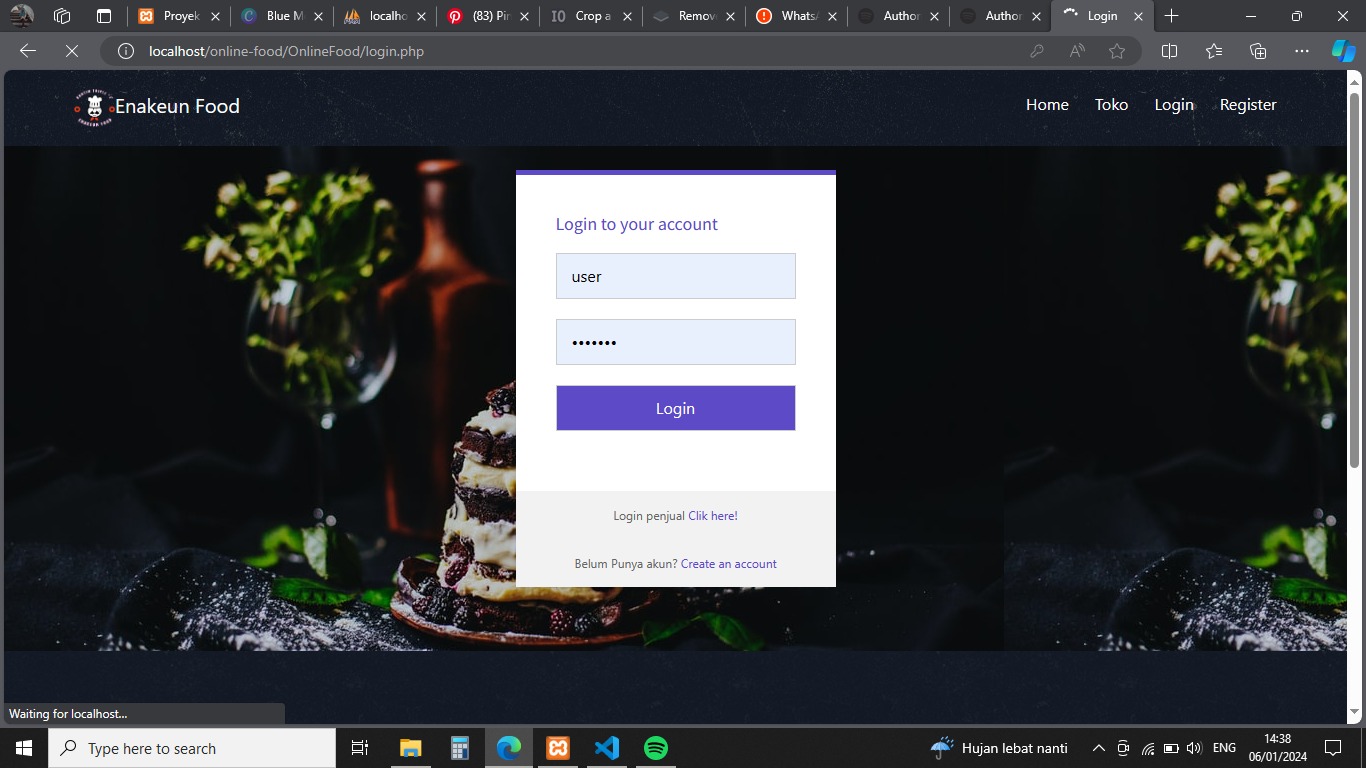 Proyek
Blue M
localho
(83) Pin
Crop a
Remov
WhatsA
Author
Author
Login
localhost/online-food/OnlineFood/login.php
Enakeun Food
Home
Toko
Login
Register
Login to your account
user
•••••••
Login
Login penjual Clik here!
Belum Punya akun? Create an account
Waiting for localhost...
Type here to search
Hujan lebat nanti
ENG
14:38
06/01/2024